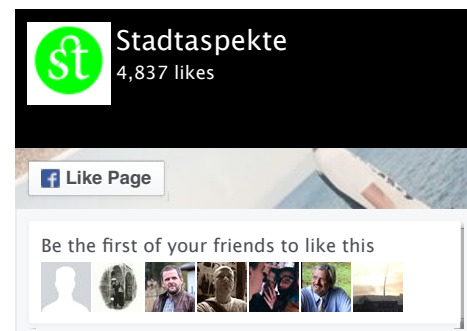 st
Stadtaspekte
4,837 likes
Like Page
Be the first of your friends to like this